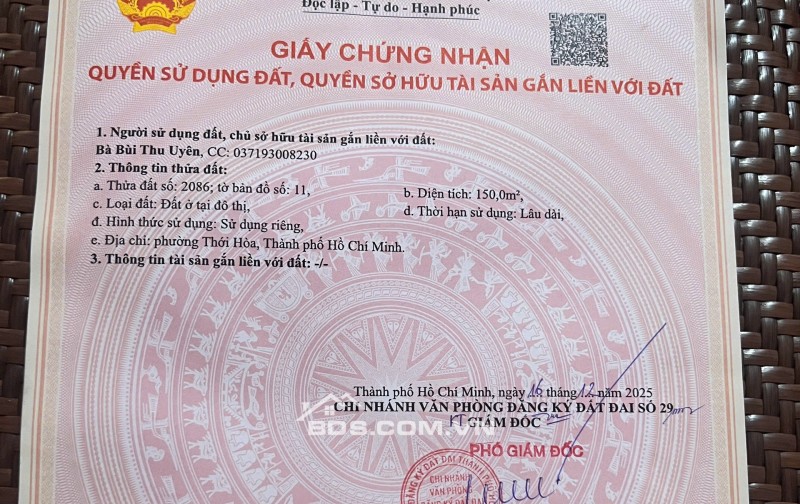 Độc lập - Tự do - Hạnh phúc
GIẤY CHỨNG NHẬN
QUYỀN SỬ DỤNG ĐẤT, QUYỀN SỞ HỮU TÀI SẢN GẮN LIỀN VỚI ĐẤT
1. Người sử dụng đất, chủ sở hữu tài sản gắn liền với đất:
Bà Bùi Thu Uyên, CC: 037193008230
2. Thông tin thửa đất:
a. Thửa đất số: 2086; tờ bản đồ số: 11,
b. Diện tích: 150,0m²,
c. Loại đất: Đất ở tại đô thị,
d. Thời hạn sử dụng: Lâu dài,
đ. Hình thức sử dụng: Sử dụng riêng,
e. Địa chỉ: phường Thới Hòa, Thành phố Hồ Chí Minh.
3. Thông tin tài sản gắn liền với đất: -/-
Thành phố Hồ Chí Minh, ngày 16 tháng 12 năm 2025
CHI NHÁNH VĂN PHÒNG ĐĂNG KÝ ĐẤT ĐAI SỐ 29
KT GIÁM ĐỐC
BDS.COM.VN
PHÓ GIÁM ĐỐC
CHI NHÁNH
VĂN PHÒNG